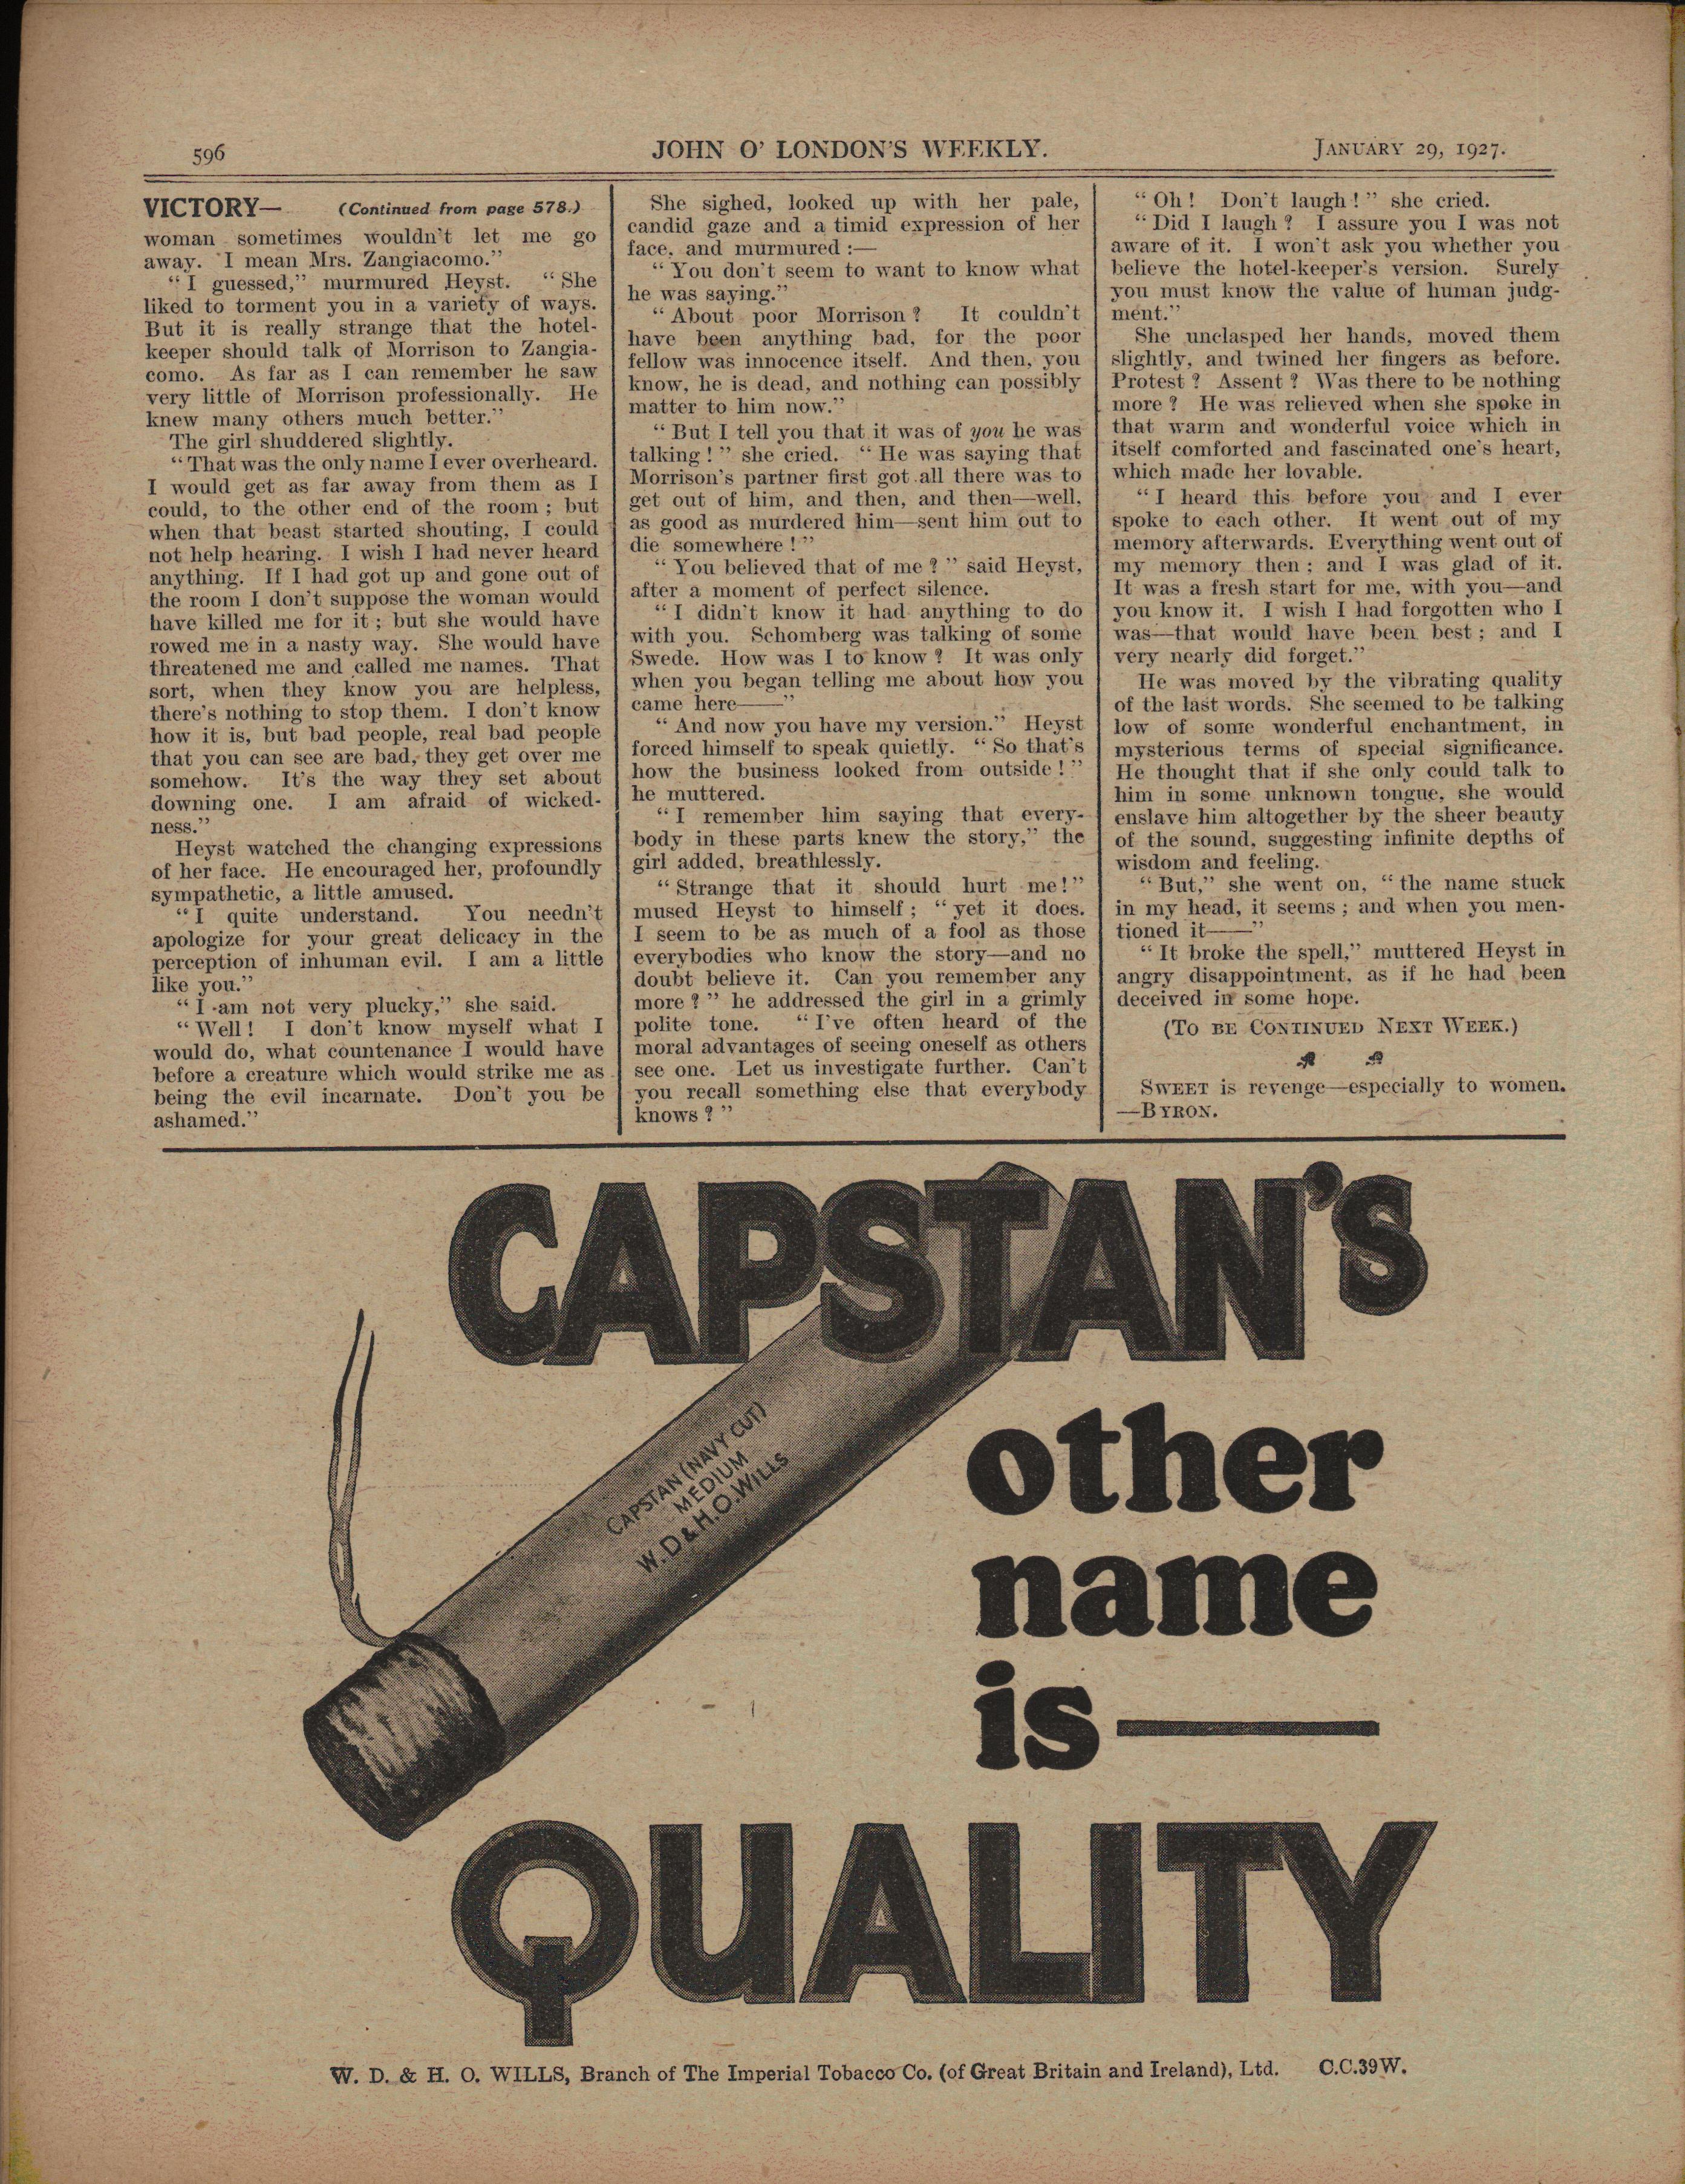 596
JOHN O' LONDON'S WEEKLY.
JANUARY 29, 1927.
VICTORY— (Continued from page 578.)
woman sometimes wouldn't let me go
away. I mean Mrs. Zangiacomo."
"I guessed," murmured Heyst. "She
liked to torment you in a variety of ways.
But it is really strange that the hotel-
keeper should talk of Morrison to Zangia-
como. As far as I can remember he saw
very little of Morrison professionally. He
knew many others much better."
The girl shuddered slightly.
"That was the only name I ever overheard.
I would get as far away from them as I
could, to the other end of the room; but
when that beast started shouting, I could
not help hearing. I wish I had never heard
anything. If I had got up and gone out of
the room I don't suppose the woman would
have killed me for it; but she would have
rowed me in a nasty way. She would have
threatened me and called me names. That
sort, when they know you are helpless,
there's nothing to stop them. I don't know
how it is, but bad people, real bad people
that you can see are bad, they get over me
somehow. It's the way they set about
downing one. I am afraid of wicked-
ness."
Heyst watched the changing expressions
of her face. He encouraged her, profoundly
sympathetic, a little amused.
"I quite understand. You needn't
apologize for your great delicacy in the
perception of inhuman evil. I am a little
like you."
"I am not very plucky," she said.
"Well! I don't know myself what I
would do, what countenance I would have
before a creature which would strike me as
being the evil incarnate. Don't you be
ashamed."
She sighed, looked up with her pale,
candid gaze and a timid expression of her
face, and murmured:—
"You don't seem to want to know what
he was saying."
"About poor Morrison? It couldn't
have been anything bad, for the poor
fellow was innocence itself. And then, you
know, he is dead, and nothing can possibly
matter to him now."
"But I tell you that it was of you he was
talking!" she cried. "He was saying that
Morrison's partner first got all there was to
get out of him, and then, and then—well,
as good as murdered him—sent him out to
die somewhere!"
"You believed that of me?" said Heyst,
after a moment of perfect silence.
"I didn't know it had anything to do
with you. Schomberg was talking of some
Swede. How was I to know? It was only
when you began telling me about how you
came here——"
"And now you have my version." Heyst
forced himself to speak quietly. "So that's
how the business looked from outside!"
he muttered.
"I remember him saying that every-
body in these parts knew the story," the
girl added, breathlessly.
"Strange that it should hurt me!"
mused Heyst to himself; "yet it does.
I seem to be as much of a fool as those
everybodies who know the story—and no
doubt believe it. Can you remember any
more?" he addressed the girl in a grimly
polite tone. "I've often heard of the
moral advantages of seeing oneself as others
see one. Let us investigate further. Can't
you recall something else that everybody
knows?"
"Oh! Don't laugh!" she cried.
"Did I laugh? I assure you I was not
aware of it. I won't ask you whether you
believe the hotel-keeper's version. Surely
you must know the value of human judg-
ment."
She unclasped her hands, moved them
slightly, and twined her fingers as before.
Protest? Assent? Was there to be nothing
more? He was relieved when she spoke in
that warm and wonderful voice which in
itself comforted and fascinated one's heart,
which made her lovable.
"I heard this before you and I ever
spoke to each other. It went out of my
memory afterwards. Everything went out of
my memory then; and I was glad of it.
It was a fresh start for me, with you—and
you know it. I wish I had forgotten who I
was—that would have been best; and I
very nearly did forget."
He was moved by the vibrating quality
of the last words. She seemed to be talking
low of some wonderful enchantment, in
mysterious terms of special significance.
He thought that if she only could talk to
him in some unknown tongue, she would
enslave him altogether by the sheer beauty
of the sound, suggesting infinite depths of
wisdom and feeling.
"But," she went on, "the name stuck
in my head, it seems; and when you men-
tioned it——"
"It broke the spell," muttered Heyst in
angry disappointment, as if he had been
deceived in some hope.
(TO BE CONTINUED NEXT WEEK.)
SWEET is revenge—especially to women.
—BYRON.
CAPSTAN'S
other
name
is—
QUALITY
CAPSTAN (NAVY CUT)
MEDIUM
W.D & H.O. WILLS
W. D. & H. O. WILLS, Branch of The Imperial Tobacco Co. (of Great Britain and Ireland), Ltd. C.C.39W.